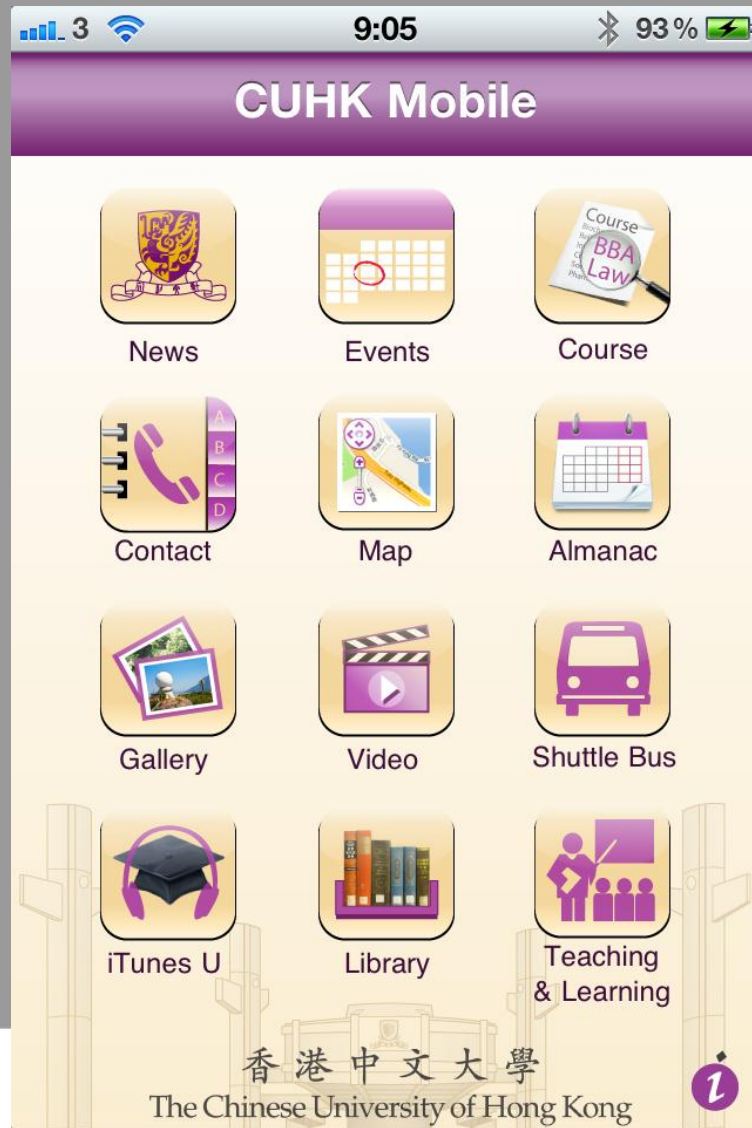 3 9:05 93%
CUHK Mobile
News Events Course
Course
BBA
Law
Contact Map Almanac
A
B
C
D
Gallery Video Shuttle Bus
iTunes U Library Teaching
& Learning
香港中文大學
The Chinese University of Hong Kong
i